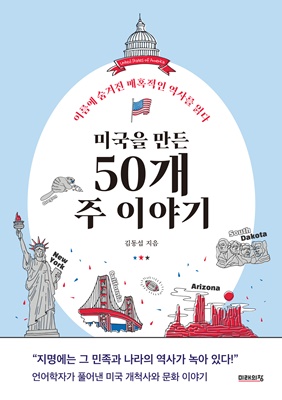 United States of America
이름에 숨겨진 매혹적인 역사를 읽다
미국을 만든
50개
주 이야기
김동섭 지음
New York
South Dakota
Arizona
“지명에는 그 민족과 나라의 역사가 녹아 있다!”
언어학자가 풀어낸 미국 개척사와 문화 이야기
미래의창